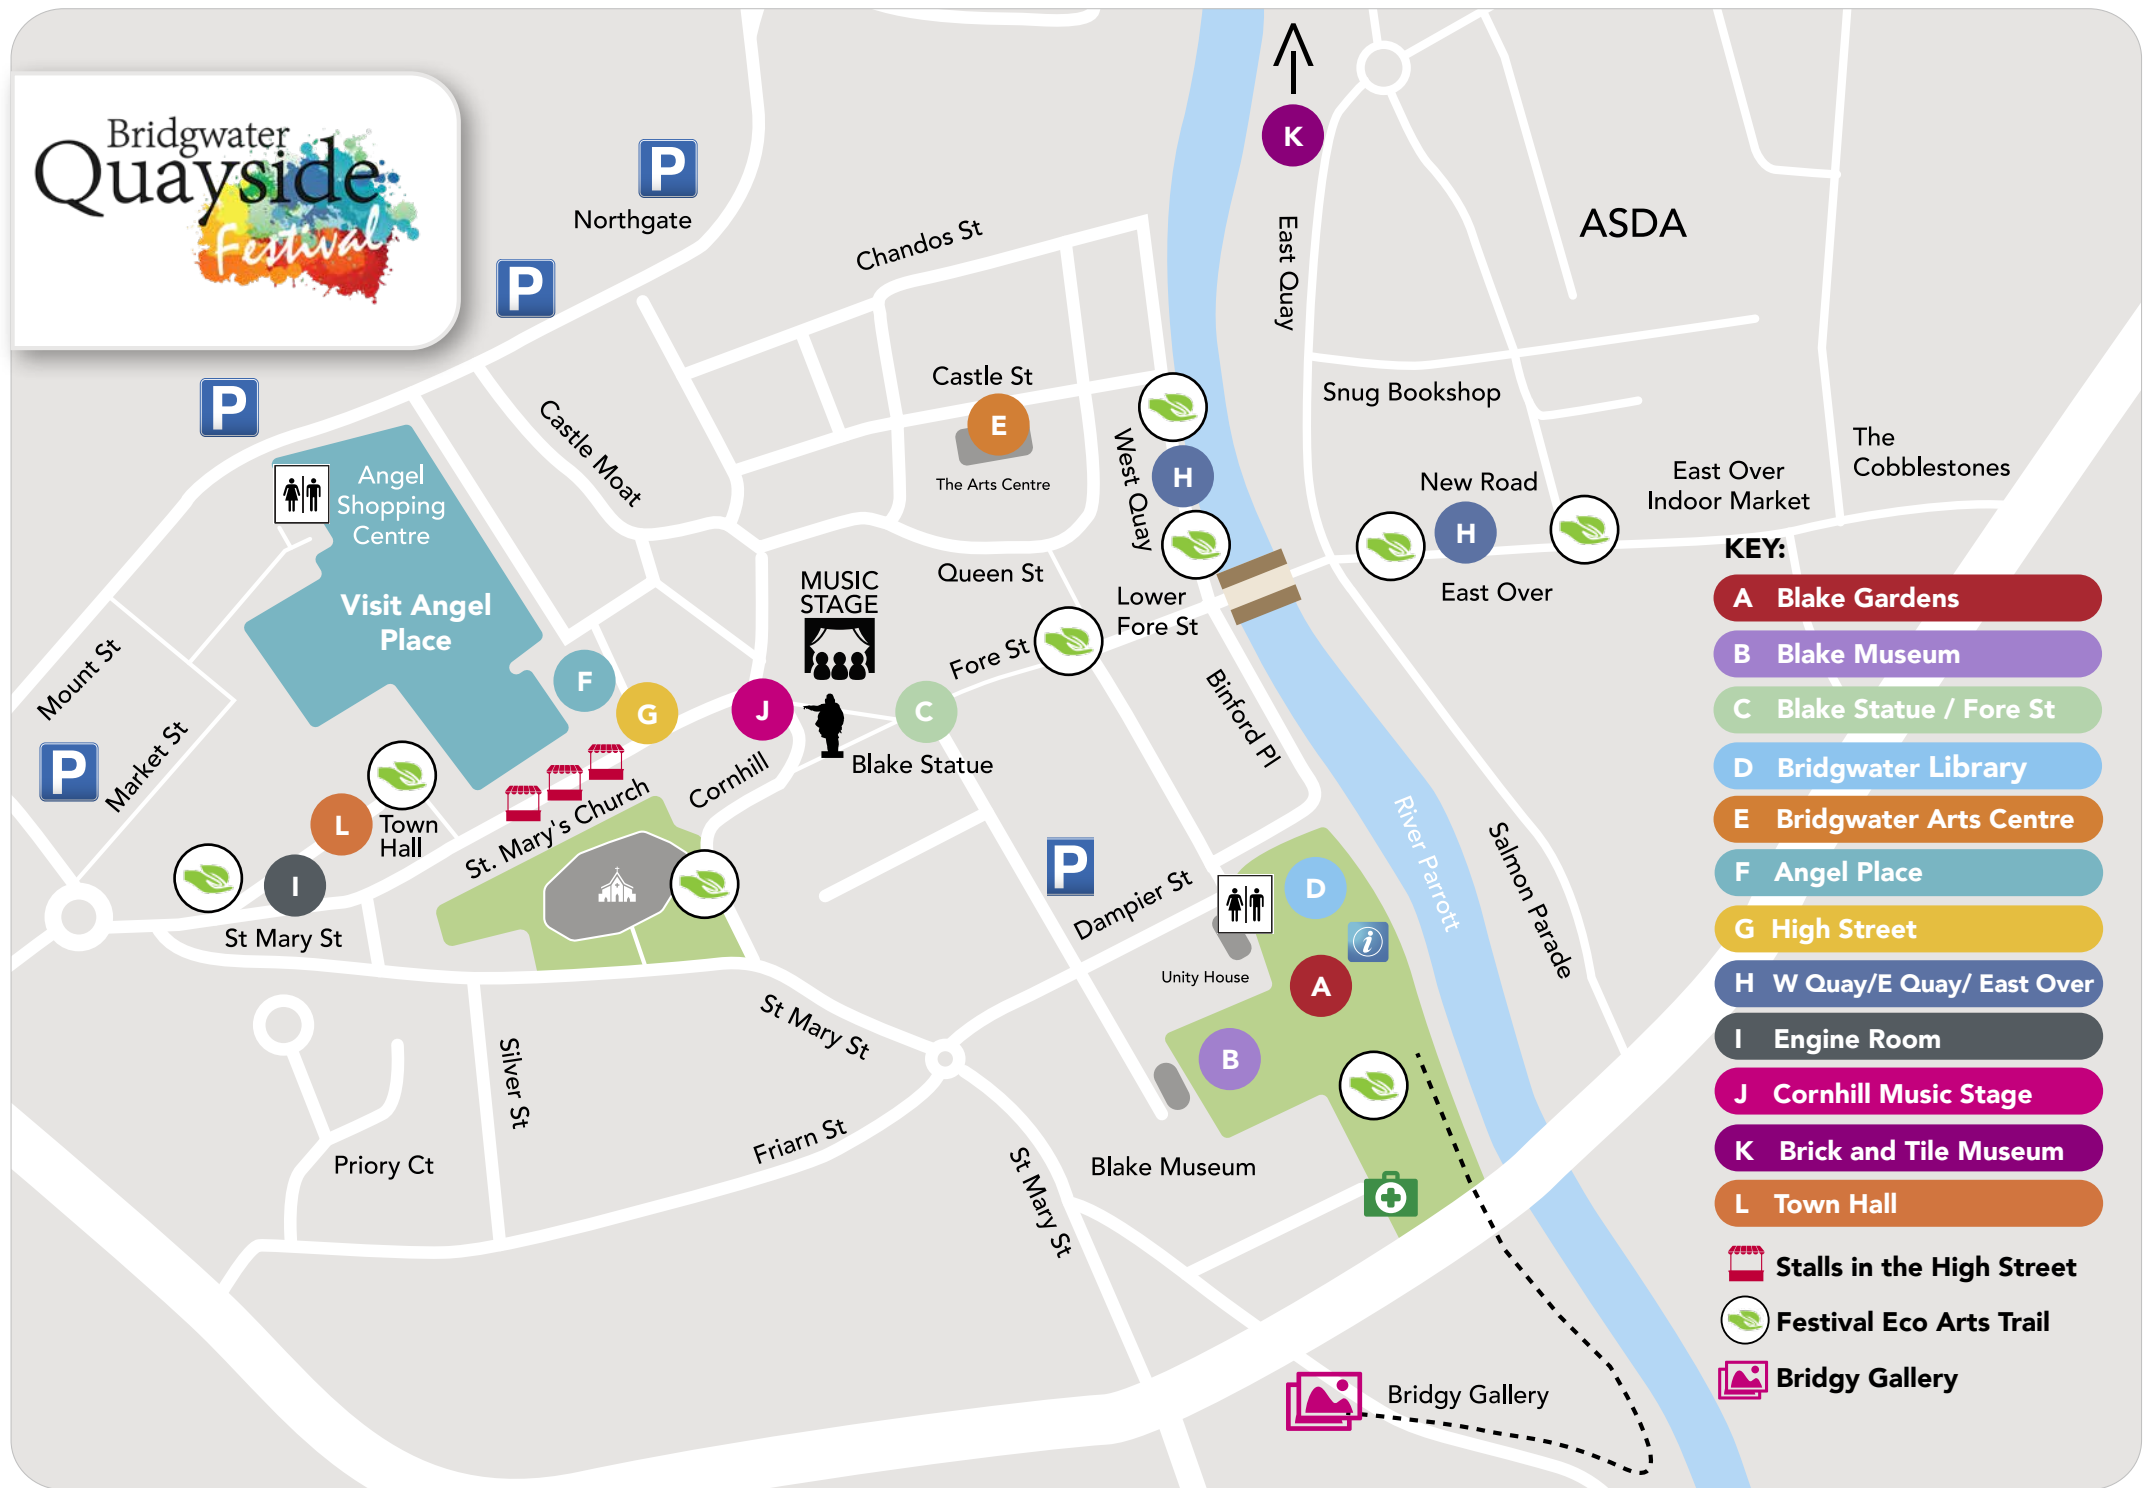 Bridgwater
Quayside
Festival
P
Northgate
P
P
P
P
K
East Quay
ASDA
Chandos St
Castle St
E
The Arts Centre
Castle Moat
West Quay
H
Snug Bookshop
New Road
H
East Over
East Over
Indoor Market
The
Cobblestones
Angel
Shopping
Centre
Visit Angel
Place
MUSIC
STAGE
Queen St
Lower
Fore St
Fore St
Mount St
Market St
F
G
J
C
Blake Statue
Cornhill
Binford Pl
L
Town
Hall
St. Mary's Church
I
St Mary St
Dampier St
D
i
Unity House
A
B
River Parrott
Salmon Parade
St Mary St
Silver St
Friarn St
Priory Ct
St Mary St
Blake Museum
Bridgy Gallery
KEY:
A Blake Gardens
B Blake Museum
C Blake Statue / Fore St
D Bridgwater Library
E Bridgwater Arts Centre
F Angel Place
G High Street
H W Quay/E Quay/ East Over
I Engine Room
J Cornhill Music Stage
K Brick and Tile Museum
L Town Hall
Stalls in the High Street
Festival Eco Arts Trail
Bridgy Gallery